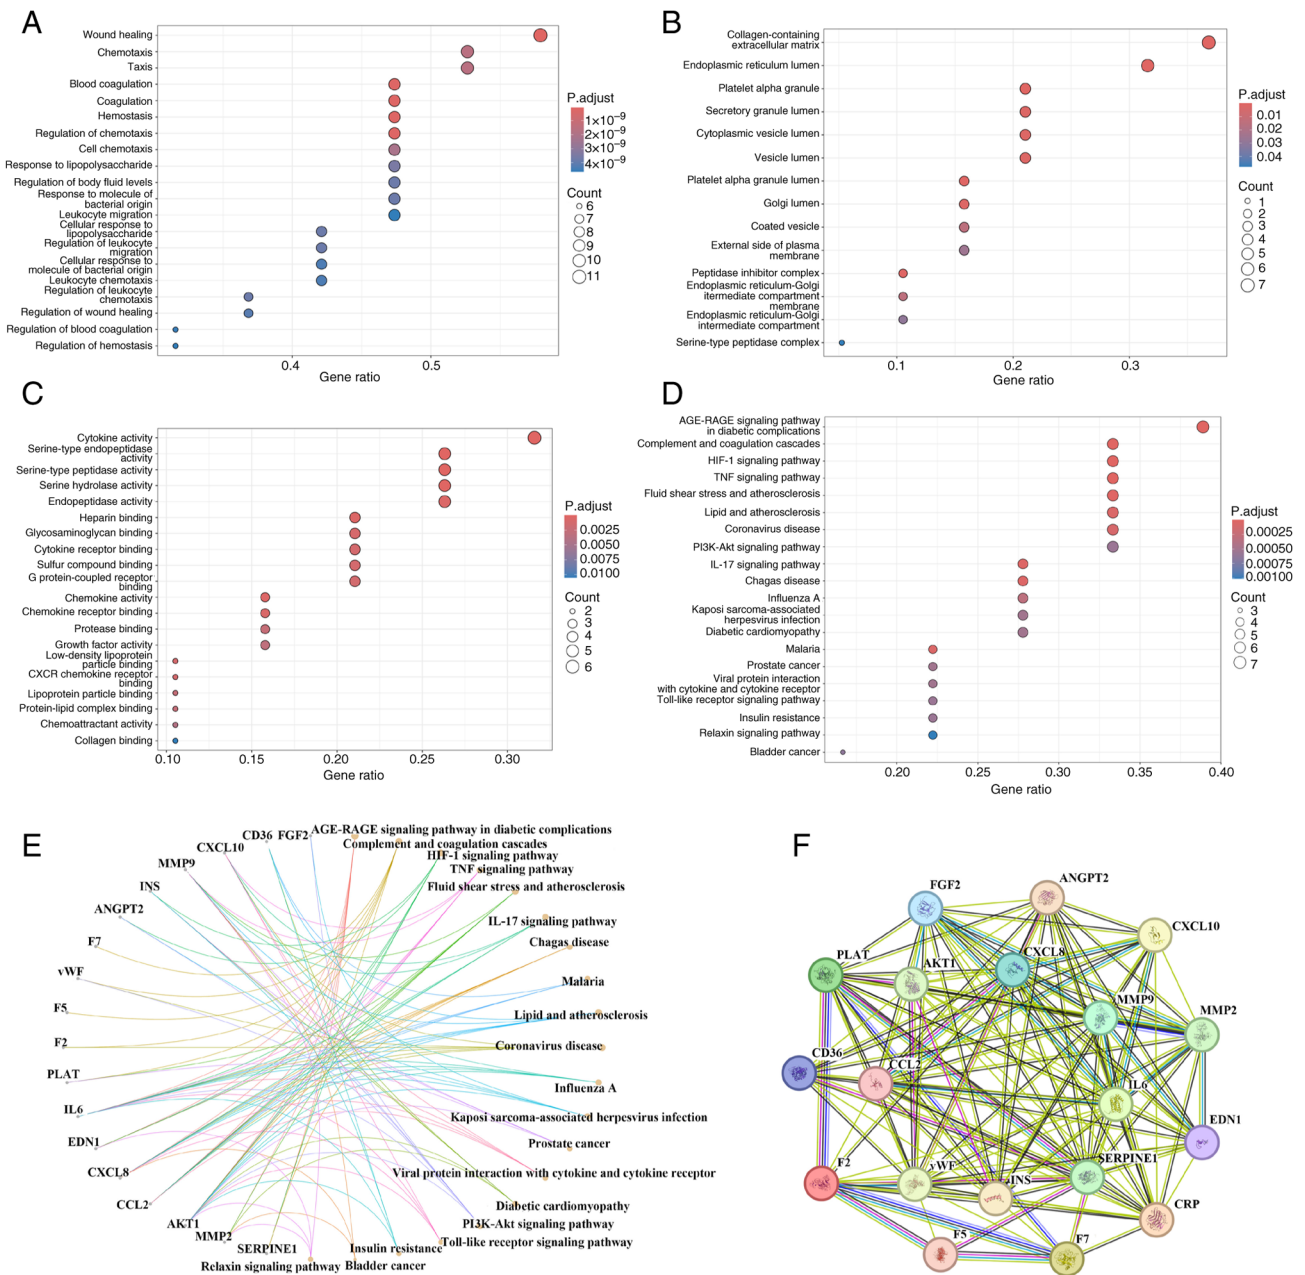 A
Wound healing
Chemotaxis
Taxis
Blood coagulation
Coagulation
Hemostasis
Regulation of chemotaxis
Cell chemotaxis
Response to lipopolysaccharide
Regulation of body fluid levels
Response to molecule of
bacterial origin
Leukocyte migration
Cellular response to
lipopolysaccharide
Regulation of leukocyte
migration
Cellular response to
molecule of bacterial origin
Leukocyte chemotaxis
Regulation of leukocyte
chemotaxis
Regulation of wound healing
Regulation of blood coagulation
Regulation of hemostasis
0.4
0.5
Gene ratio
P.adjust
1×10⁻⁹
2×10⁻⁹
3×10⁻⁹
4×10⁻⁹
Count
6
7
8
9
10
11
B
Collagen-containing
extracellular matrix
Endoplasmic reticulum lumen
Platelet alpha granule
Secretory granule lumen
Cytoplasmic vesicle lumen
Vesicle lumen
Platelet alpha granule lumen
Golgi lumen
Coated vesicle
External side of plasma
membrane
Peptidase inhibitor complex
Endoplasmic reticulum-Golgi
itermediate compartment
membrane
Endoplasmic reticulum-Golgi
intermediate compartment
Serine-type peptidase complex
0.1
0.2
0.3
Gene ratio
P.adjust
0.01
0.02
0.03
0.04
Count
1
2
3
4
5
6
7
C
Cytokine activity
Serine-type endopeptidase
activity
Serine-type peptidase activity
Serine hydrolase activity
Endopeptidase activity
Heparin binding
Glycosaminoglycan binding
Cytokine receptor binding
Sulfur compound binding
G protein-coupled receptor
binding
Chemokine activity
Chemokine receptor binding
Protease binding
Growth factor activity
Low-density lipoprotein
particle binding
CXCR chemokine receptor
binding
Lipoprotein particle binding
Protein-lipid complex binding
Chemoattractant activity
Collagen binding
0.10
0.15
0.20
0.25
0.30
Gene ratio
P.adjust
0.0025
0.0050
0.0075
0.0100
Count
2
3
4
5
6
D
AGE-RAGE signaling pathway
in diabetic complications
Complement and coagulation cascades
HIF-1 signaling pathway
TNF signaling pathway
Fluid shear stress and atherosclerosis
Lipid and atherosclerosis
Coronavirus disease
PI3K-Akt signaling pathway
IL-17 signaling pathway
Chagas disease
Influenza A
Kaposi sarcoma-associated
herpesvirus infection
Diabetic cardiomyopathy
Malaria
Prostate cancer
Viral protein interaction
with cytokine and cytokine receptor
Toll-like receptor signaling pathway
Insulin resistance
Relaxin signaling pathway
Bladder cancer
0.20
0.25
0.30
0.35
0.40
Gene ratio
P.adjust
0.00025
0.00050
0.00075
0.00100
Count
3
4
5
6
7
E
AGE-RAGE signaling pathway in diabetic complications
Complement and coagulation cascades
HIF-1 signaling pathway
TNF signaling pathway
Fluid shear stress and atherosclerosis
IL-17 signaling pathway
Chagas disease
Malaria
Lipid and atherosclerosis
Coronavirus disease
Influenza A
Kaposi sarcoma-associated herpesvirus infection
Prostate cancer
Viral protein interaction with cytokine and cytokine receptor
Diabetic cardiomyopathy
PI3K-Akt signaling pathway
Toll-like receptor signaling pathway
Insulin resistance
Bladder cancer
Relaxin signaling pathway
SERPINE1
MMP2
AKT1
CCL2
CXCL8
EDN1
IL6
PLAT
F2
F5
vWF
F7
ANGPT2
INS
MMP9
CXCL10
CD36
FGF2
F
FGF2
ANGPT2
CXCL10
PLAT
AKT1
CXCL8
MMP9
MMP2
CD36
CCL2
IL6
EDN1
F2
vWF
INS
SERPINE1
CRP
F5
F7